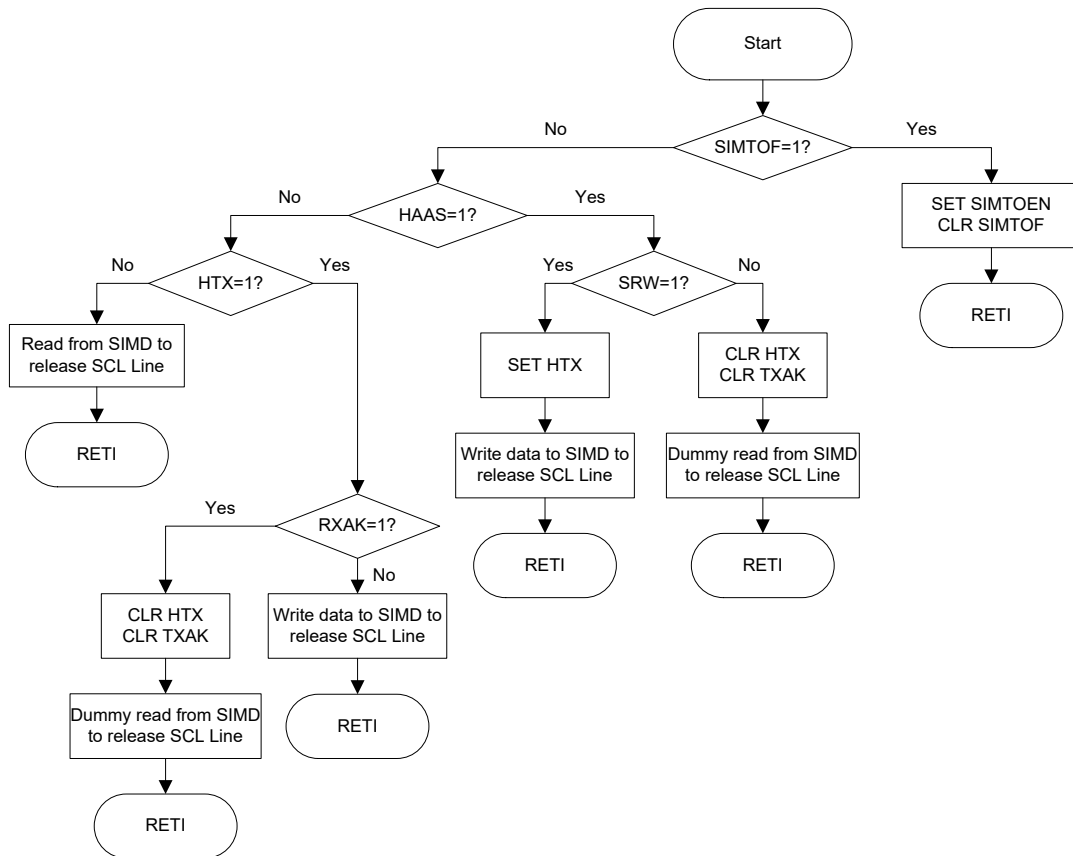 Start
No
Yes
SIMTOF=1?
No
Yes
HAAS=1?
SET SIMTOEN
CLR SIMTOF
No
Yes
HTX=1?
Yes
No
SRW=1?
RETI
Read from SIMD to
release SCL Line
SET HTX
CLR HTX
CLR TXAK
RETI
Write data to SIMD to
release SCL Line
Dummy read from SIMD
to release SCL Line
Yes
RXAK=1?
No
RETI
RETI
CLR HTX
CLR TXAK
Write data to SIMD to
release SCL Line
Dummy read from SIMD
to release SCL Line
RETI
RETI